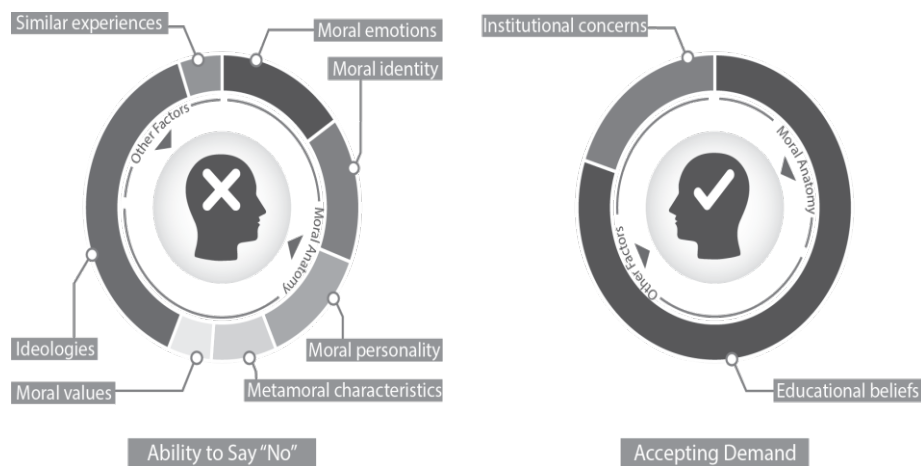 Similar experiences
Moral emotions
Moral identity
Other Factors
Moral Anatomy
Ideologies
Moral values
Metamoral characteristics
Moral personality
Ability to Say "No"
Institutional concerns
Moral Anatomy
Other Factors
Educational beliefs
Accepting Demand